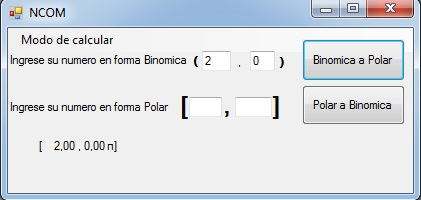 NCOM
Modo de calcular
Ingrese su numero en forma Binomica ( 2 , 0 ) Binomica a Polar
Ingrese su numero en forma Polar [ , ] Polar a Binomica
[ 2,00 , 0,00 π]